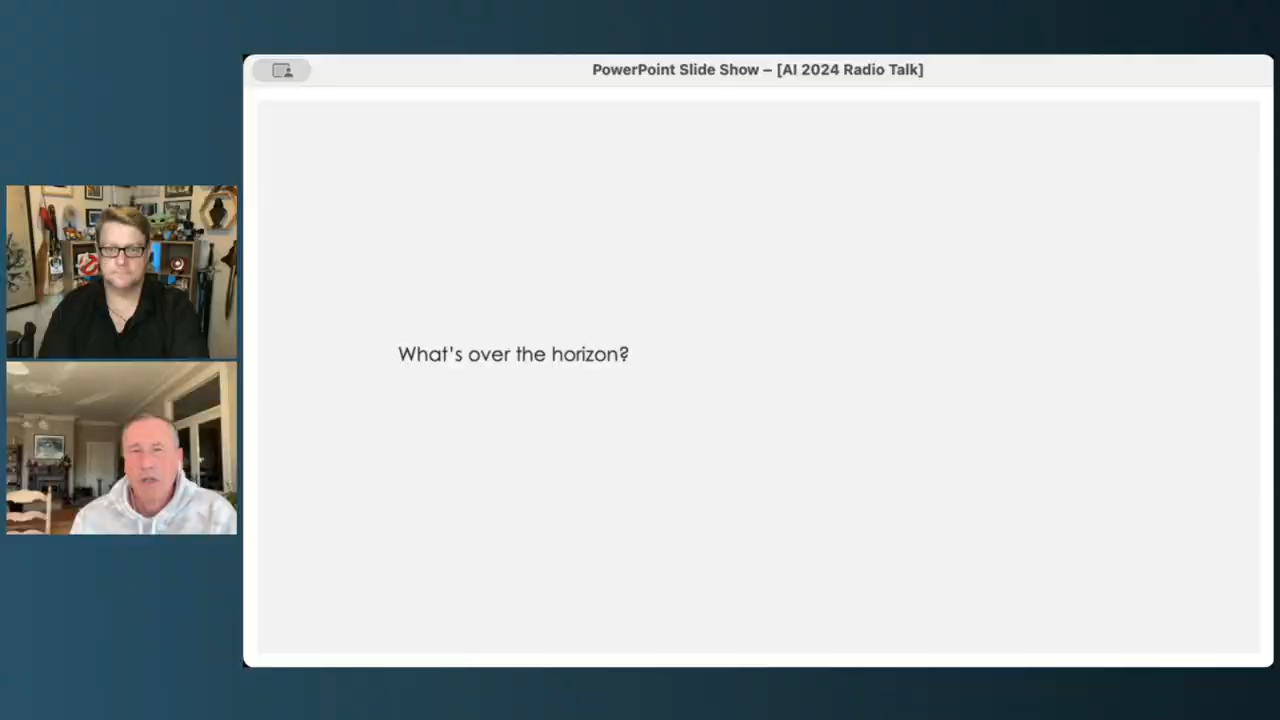 PowerPoint Slide Show – [AI 2024 Radio Talk]
What's over the horizon?